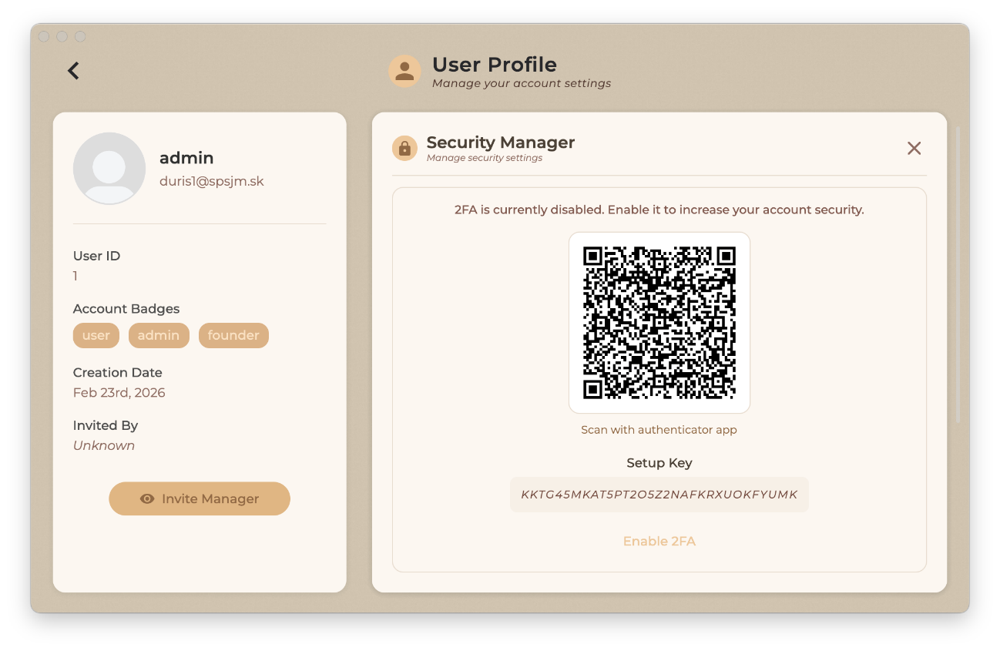 User Profile
Manage your account settings
admin
duris1@spsjm.sk
User ID
1
Account Badges
user admin founder
Creation Date
Feb 23rd, 2026
Invited By
Unknown
Invite Manager
Security Manager
Manage security settings
2FA is currently disabled. Enable it to increase your account security.
Scan with authenticator app
Setup Key
KKTG45MKAT5PT2O5Z2NAFKRXUOKFYUMK
Enable 2FA